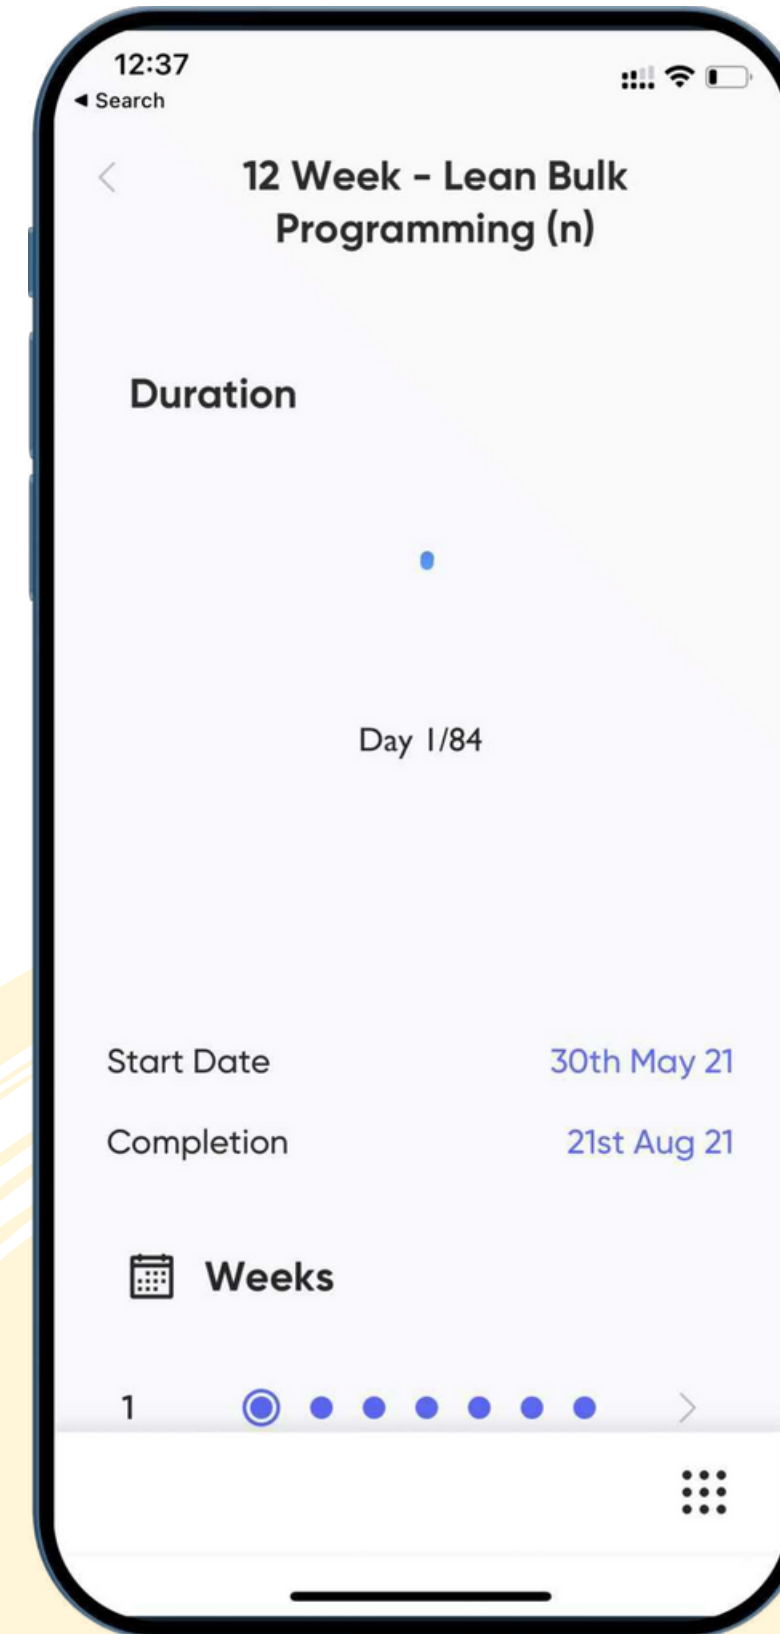 12:37
◀ Search
12 Week - Lean Bulk
Programming (n)
Duration
Day 1/84
Start Date 30th May 21
Completion 21st Aug 21
Weeks
1